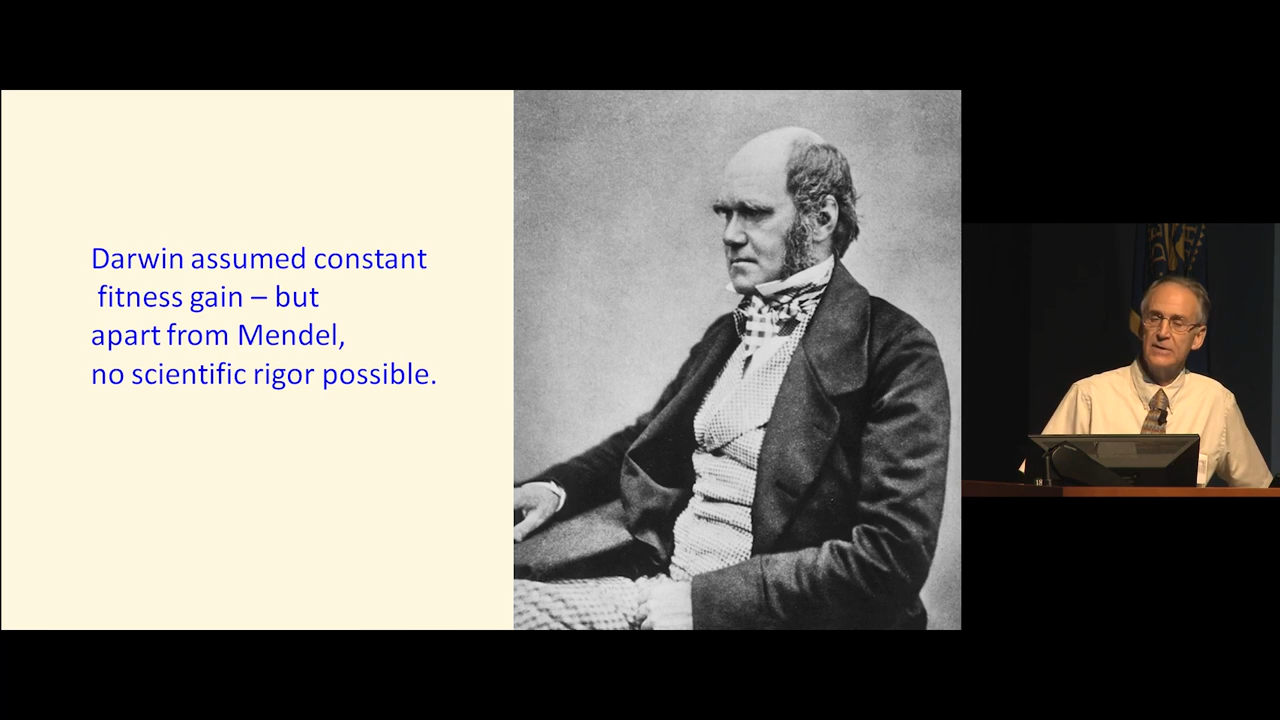 Darwin assumed constant
fitness gain – but
apart from Mendel,
no scientific rigor possible.